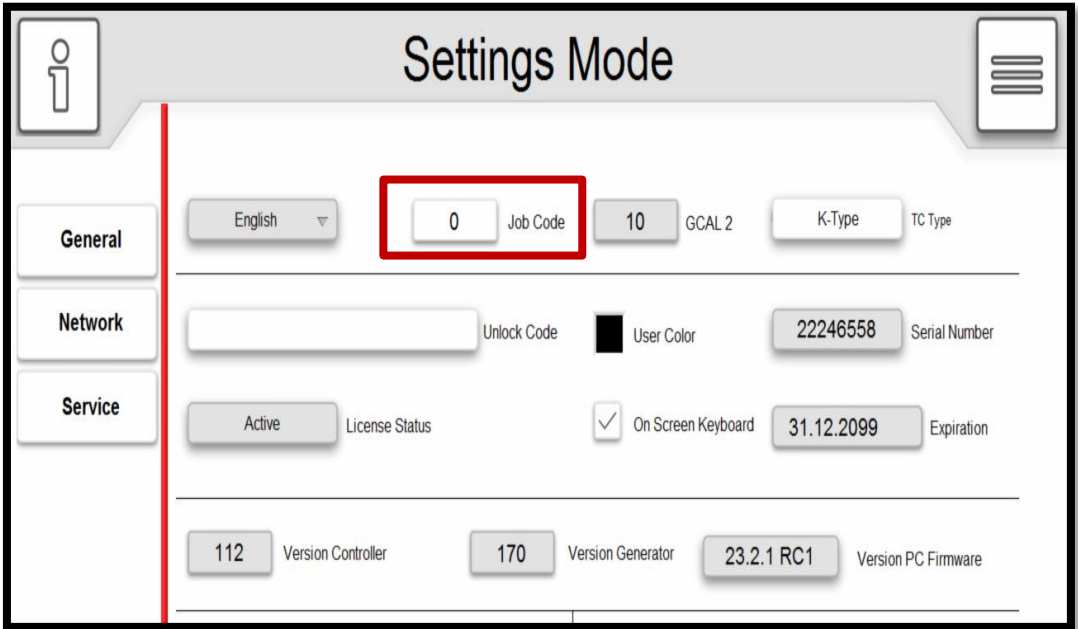 Settings Mode
General
Network
Service
English 0 Job Code 10 GCAL 2 K-Type TC Type
Unlock Code User Color 22246558 Serial Number
Active License Status On Screen Keyboard 31.12.2099 Expiration
112 Version Controller 170 Version Generator 23.2.1 RC1 Version PC Firmware